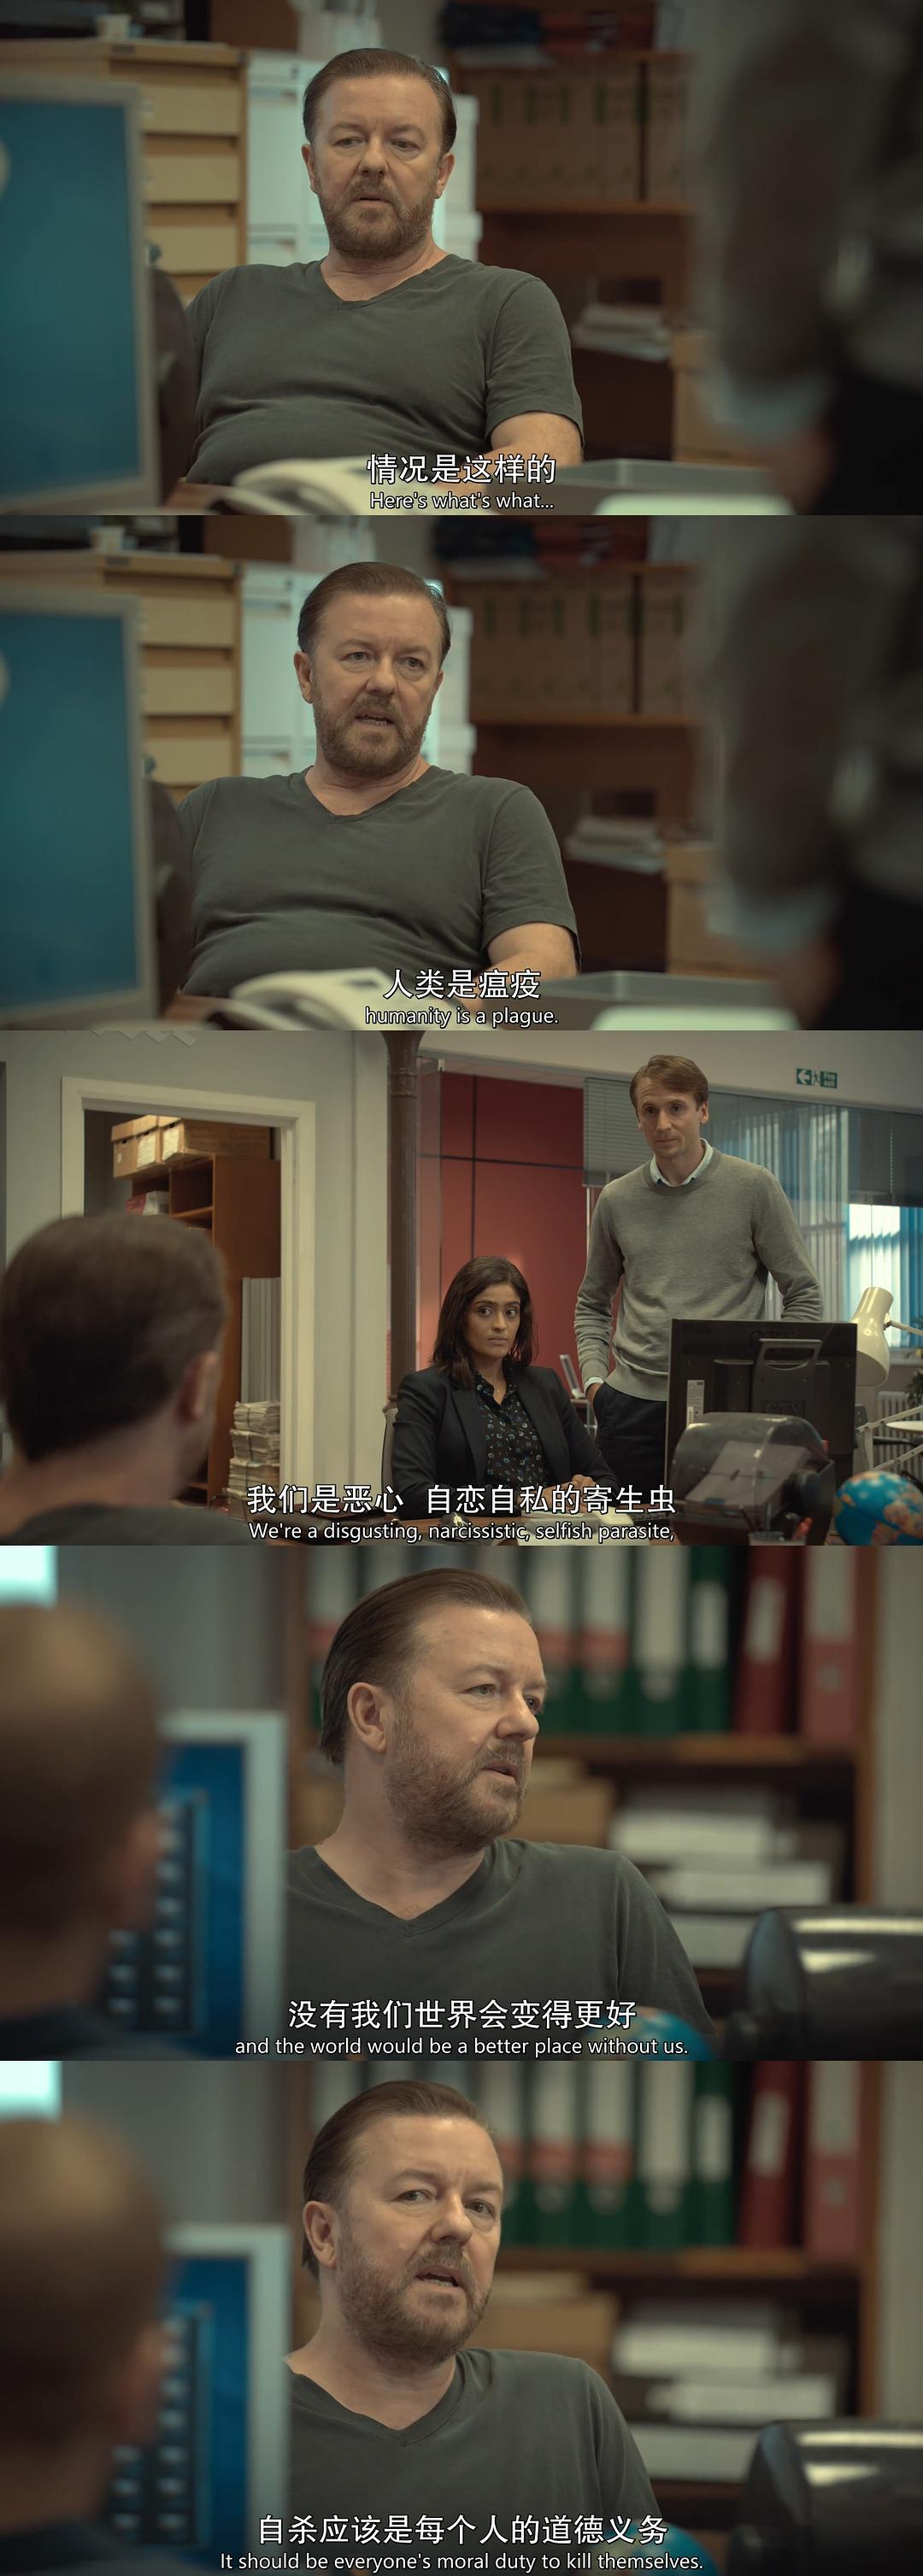 情况是这样的
Here's what's what...
人类是瘟疫
humanity is a plague.
我们是恶心 自恋自私的寄生虫
We're a disgusting, narcissistic, selfish parasite,
没有我们世界会变得更好
and the world would be a better place without us.
自杀应该是每个人的道德义务
It should be everyone's moral duty to kill themselves.